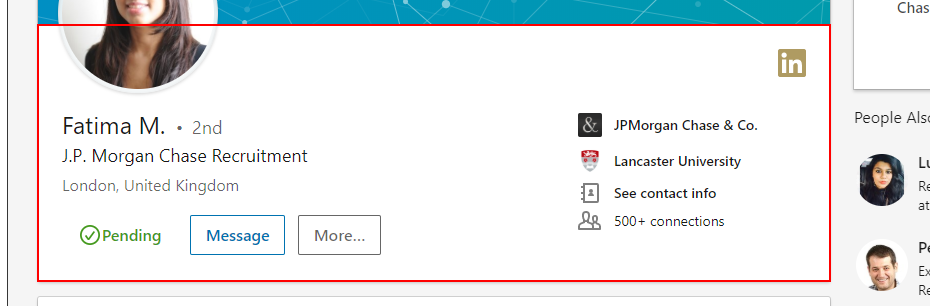 Chas
in
Fatima M. • 2nd
J.P. Morgan Chase Recruitment
London, United Kingdom
Pending
Message
More...
& JPMorgan Chase & Co.
Lancaster University
See contact info
500+ connections
People Also
Lu
Re
at
Pe
Ex
Re